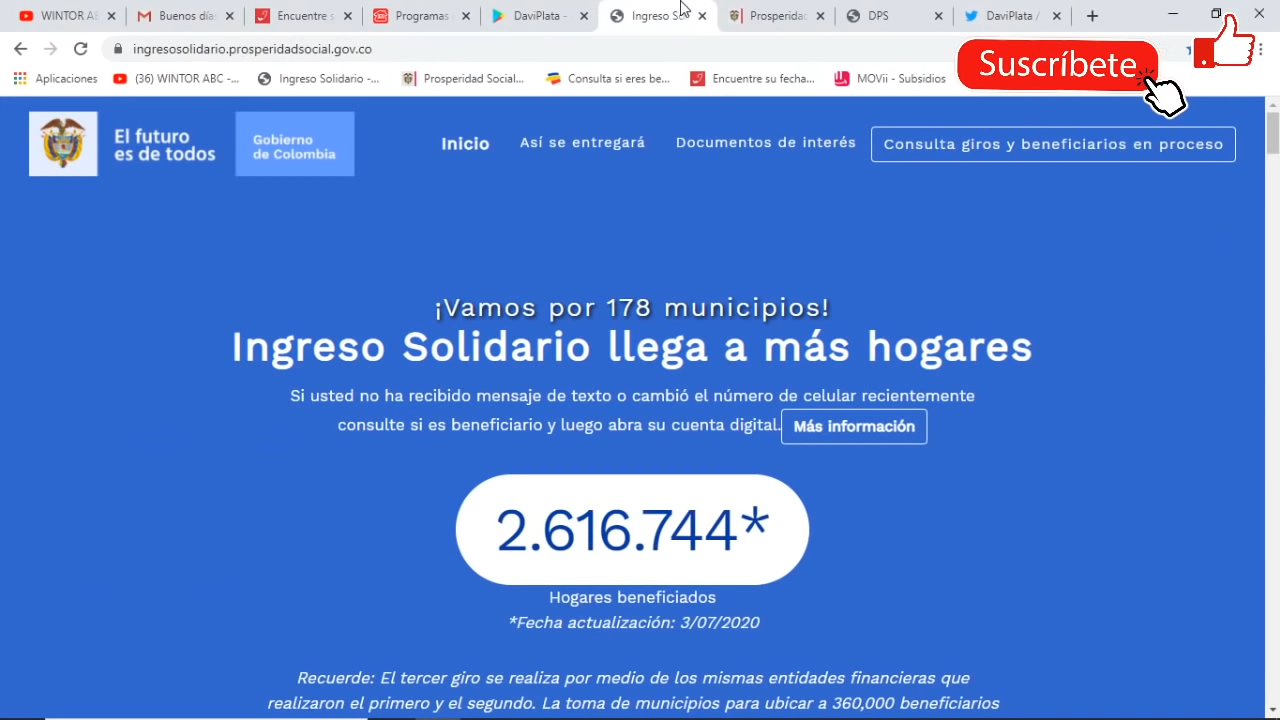 WINTOR AB
Buenos día
Encuentre s
Programas
DaviPlata -
Ingreso So
Prosperidad
DPS
DaviPlata /
ingresosolidario.prosperidadsocial.gov.co
Aplicaciones
(36) WINTOR ABC -...
Ingreso Solidario -...
Prosperidad Social...
Consulta si eres be...
Encuentre su fecha...
MOVii - Subsidios
Suscríbete
El futuro
es de todos
Gobierno
de Colombia
Inicio
Así se entregará
Documentos de interés
Consulta giros y beneficiarios en proceso
¡Vamos por 178 municipios!
Ingreso Solidario llega a más hogares
Si usted no ha recibido mensaje de texto o cambió el número de celular recientemente
consulte si es beneficiario y luego abra su cuenta digital. Más información
2.616.744*
Hogares beneficiados
*Fecha actualización: 3/07/2020
Recuerde: El tercer giro se realiza por medio de los mismas entidades financieras que
realizaron el primero y el segundo. La toma de municipios para ubicar a 360,000 beneficiarios